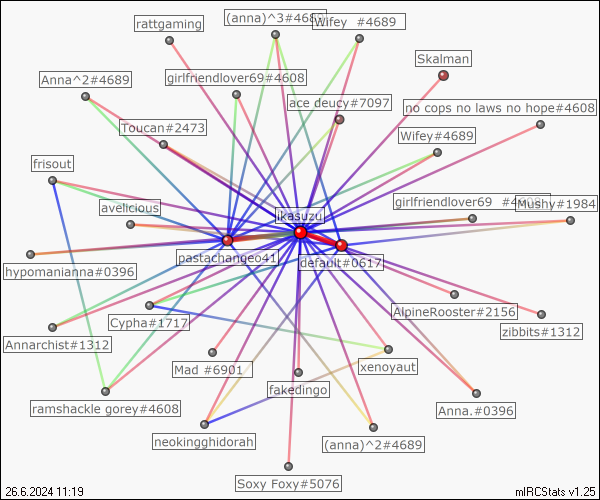 (anna)^3#4689
Wifey #4689
rattgaming
Skalman
Anna^2#4689
girlfriendlover69#4608
ace deucy#7097
no cops no laws no hope#4608
Toucan#2473
Wifey#4689
frisout
avelicious
ikasuzu
girlfriendlover69
Mushy#1984
pastachangeo41
default#0617
hypomanianna#0396
AlpineRooster#2156
Cypha#1717
zibbits#1312
Annarchist#1312
Mad #6901
xenoyaut
fakedingo
ramshackle gorey#4608
Anna.#0396
neokingghidorah
(anna)^2#4689
Soxy Foxy#5076
26.6.2024 11:19
mIRCStats v1.25